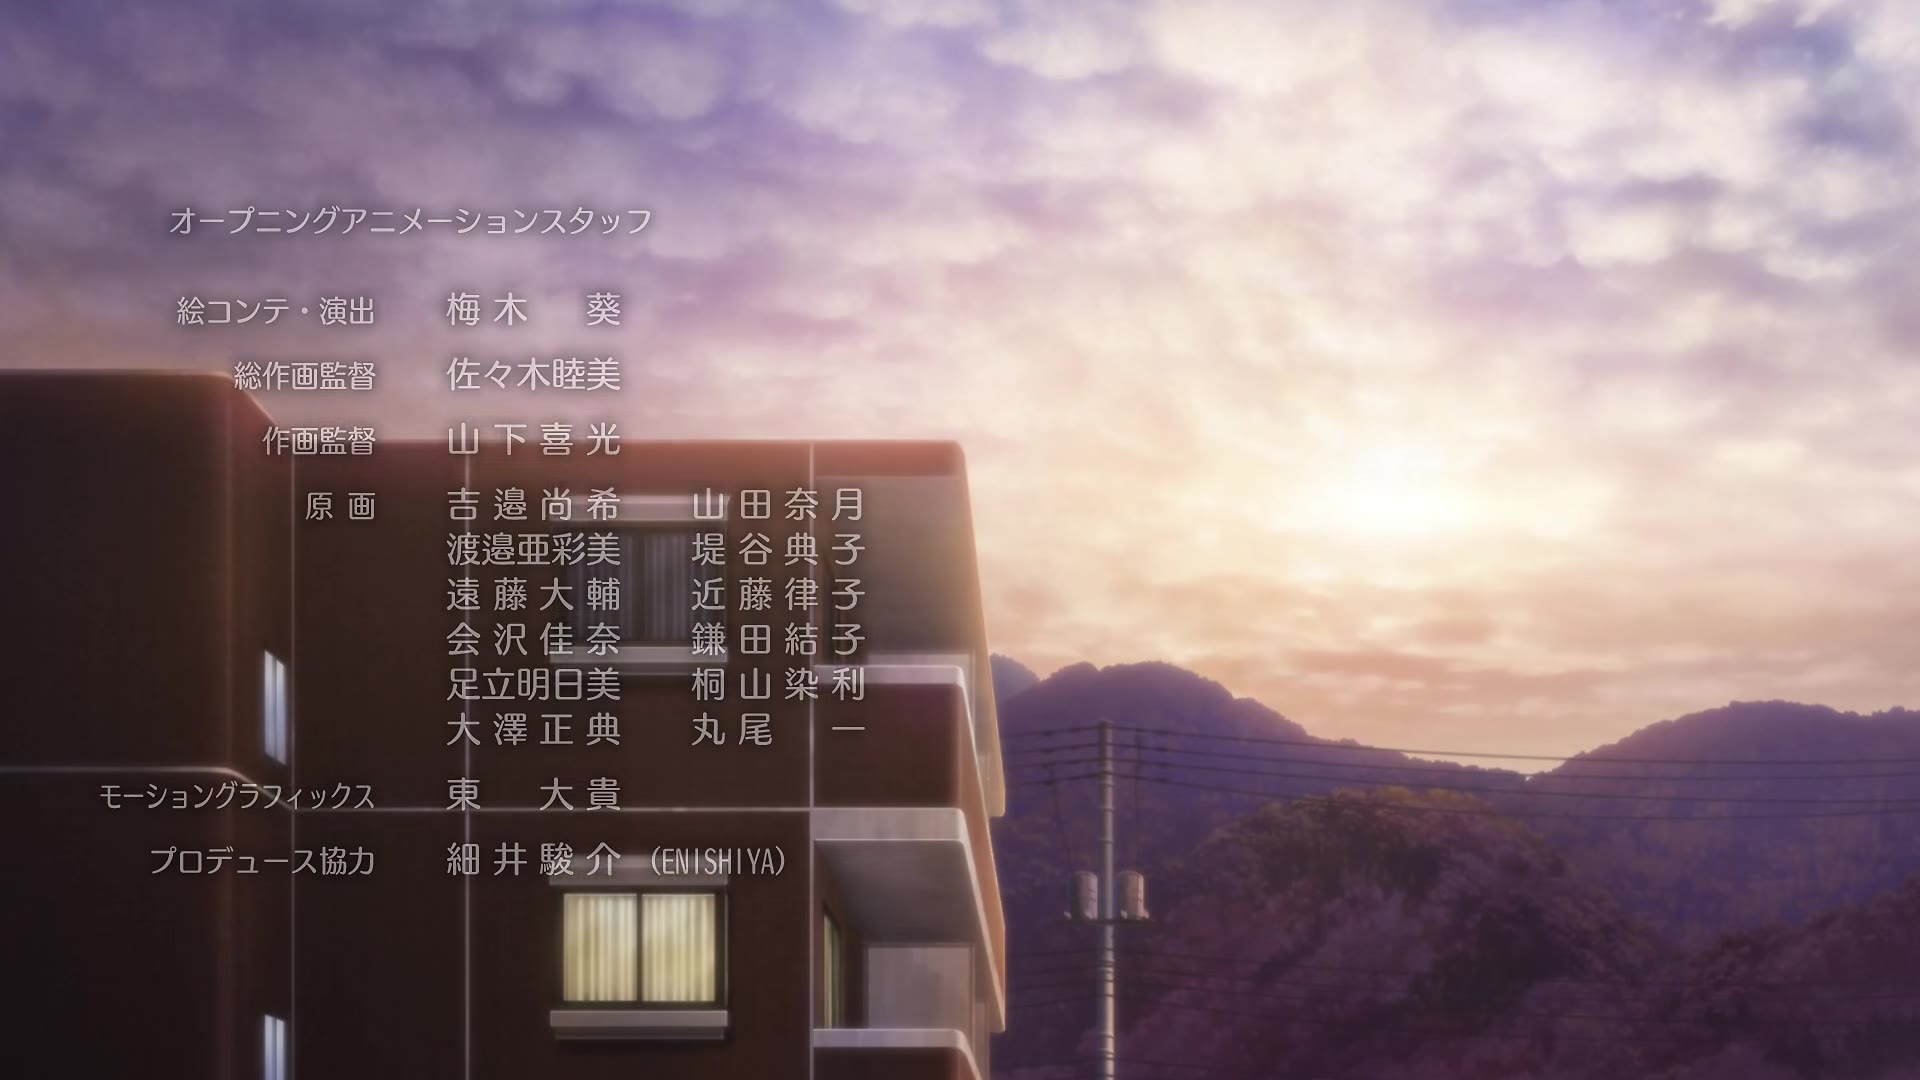 オープニングアニメーションスタッフ
絵コンテ・演出 梅木 葵
総作画監督 佐々木睦美
作画監督 山下喜光
原画 吉邉尚希 山田奈月
渡邉亜彩美 堤谷典子
遠藤大輔 近藤律子
会沢佳奈 鎌田結子
足立明日美 桐山染利
大澤正典 丸尾 一
モーショングラフィックス 東 大貴
プロデュース協力 細井駿介 (ENISHIYA)